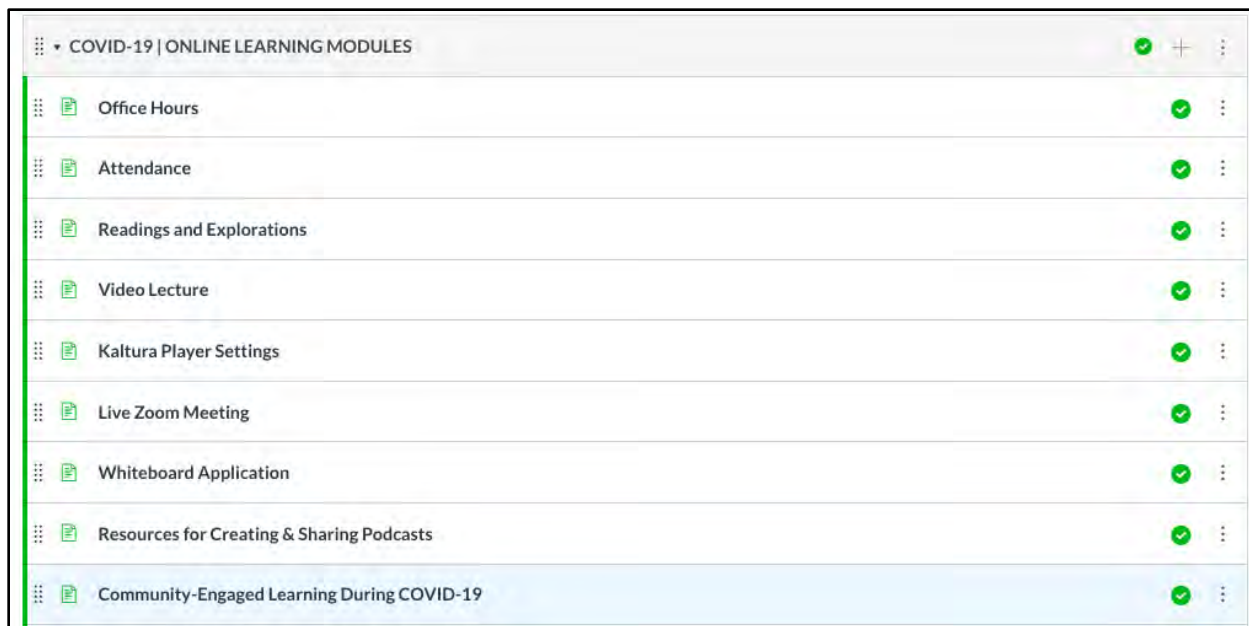 COVID-19 | ONLINE LEARNING MODULES
Office Hours
Attendance
Readings and Explorations
Video Lecture
Kaltura Player Settings
Live Zoom Meeting
Whiteboard Application
Resources for Creating & Sharing Podcasts
Community-Engaged Learning During COVID-19